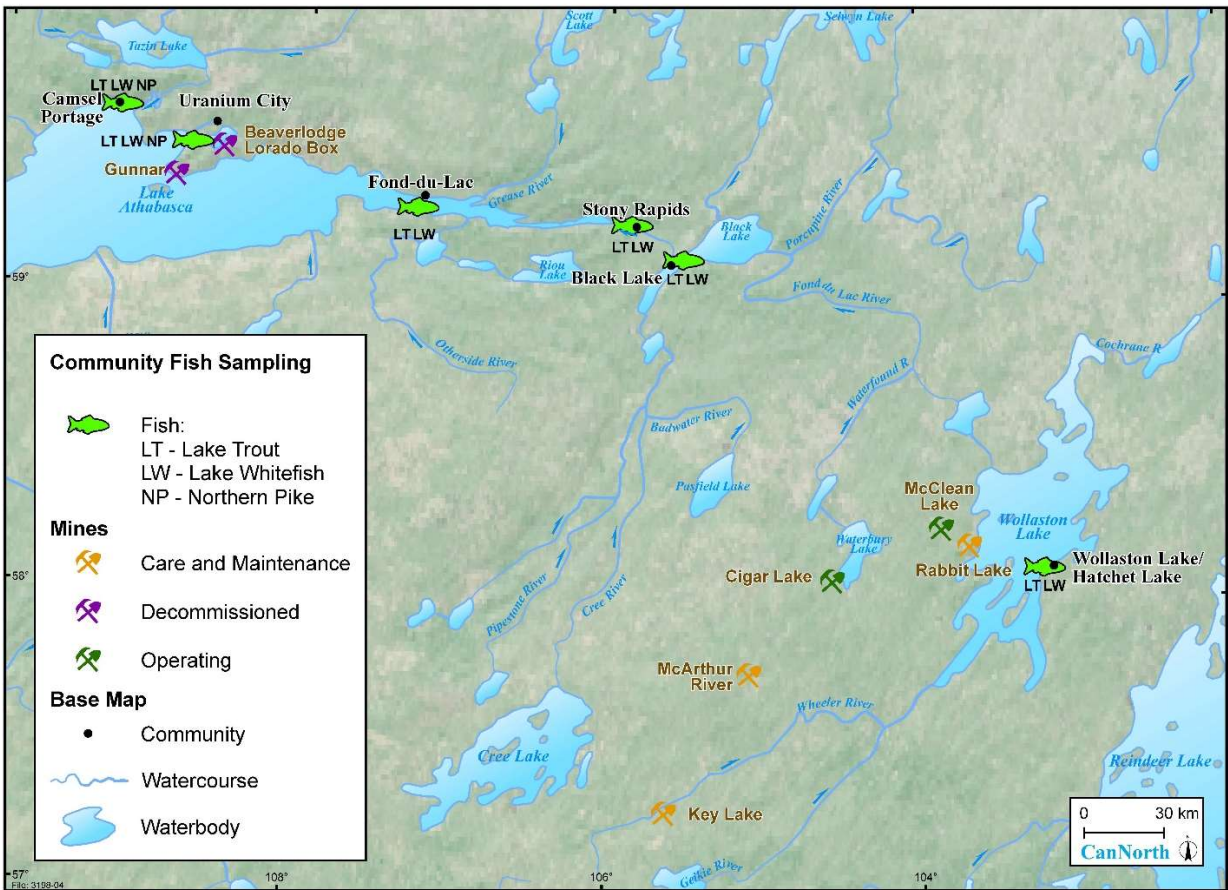 Scott
Lake
Selwyn Lake
Tazin Lake
LT LW NP
Camsel
Portage
Uranium City
LT LW NP
Beaverlodge
Lorado Box
Gunnar
Lake
Athabasca
Fond-du-Lac
LT LW
Grease River
Stony Rapids
LT LW
Black
Lake
Porcupine River
Riou
Lake
Black Lake
LT LW
59°
Fond du Lac River
Otherside River
Cochrane R
Waterfound R
Budwater River
Pasfield Lake
McClean
Lake
Wollaston
Lake
Waterbury
Lake
Rabbit Lake
Wollaston Lake/
Hatchet Lake
LT LW
58°
Cigar Lake
Pipestone River
Cree River
McArthur
River
Wheeler River
Cree Lake
Reindeer Lake
Key Lake
Geikie River
Community Fish Sampling
Fish:
LT - Lake Trout
LW - Lake Whitefish
NP - Northern Pike
Mines
Care and Maintenance
Decommissioned
Operating
Base Map
Community
Watercourse
Waterbody
0 30 km
CanNorth
57°
File: 3198-04
108°
106°
104°